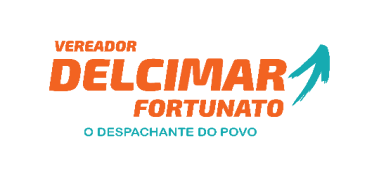 VEREADOR
DELCIMAR
FORTUNATO
O DESPACHANTE DO POVO